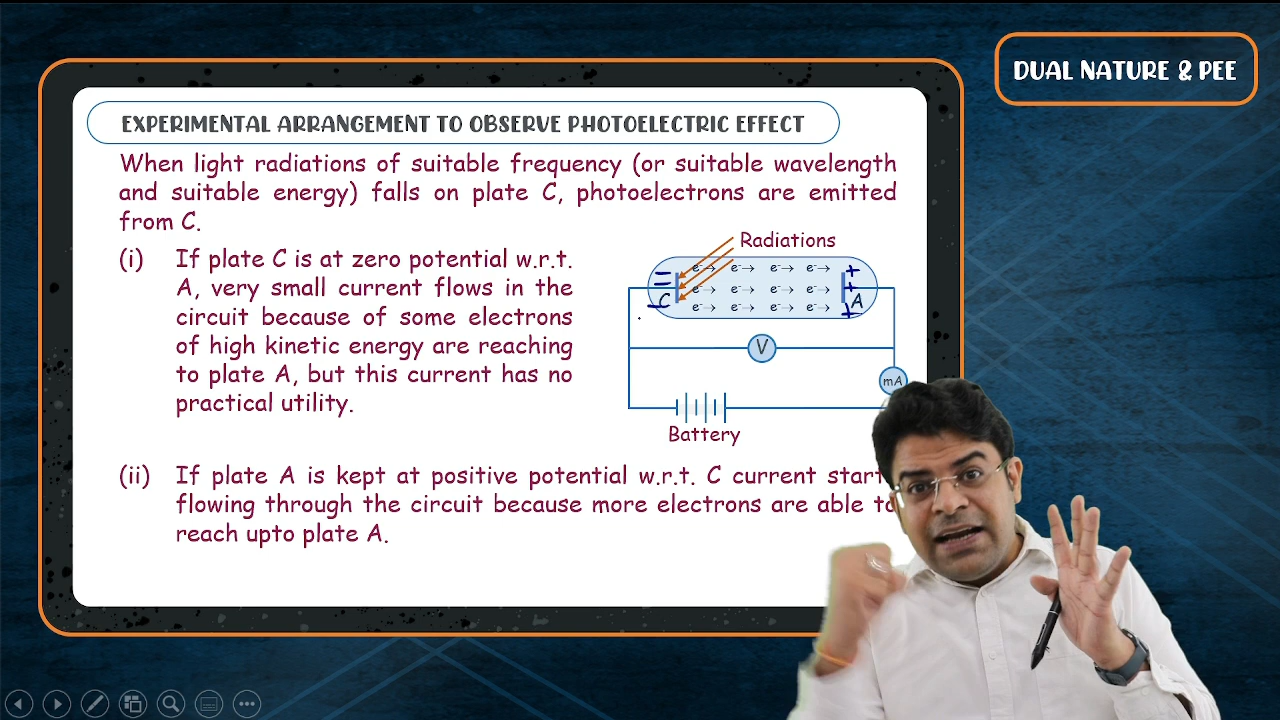 DUAL NATURE & PEE
EXPERIMENTAL ARRANGEMENT TO OBSERVE PHOTOELECTRIC EFFECT
When light radiations of suitable frequency (or suitable wavelength
and suitable energy) falls on plate C, photoelectrons are emitted
from C.
(i) If plate C is at zero potential w.r.t.
A, very small current flows in the
circuit because of some electrons
of high kinetic energy are reaching
to plate A, but this current has no
practical utility.
Radiations
e⁻→ e⁻→ e⁻→ e⁻→ +
e⁻→ e⁻→ e⁻→ e⁻→ +
C e⁻→ e⁻→ e⁻→ e⁻→ A
+
V
mA
Battery
(ii) If plate A is kept at positive potential w.r.t. C current start
flowing through the circuit because more electrons are able to
reach upto plate A.